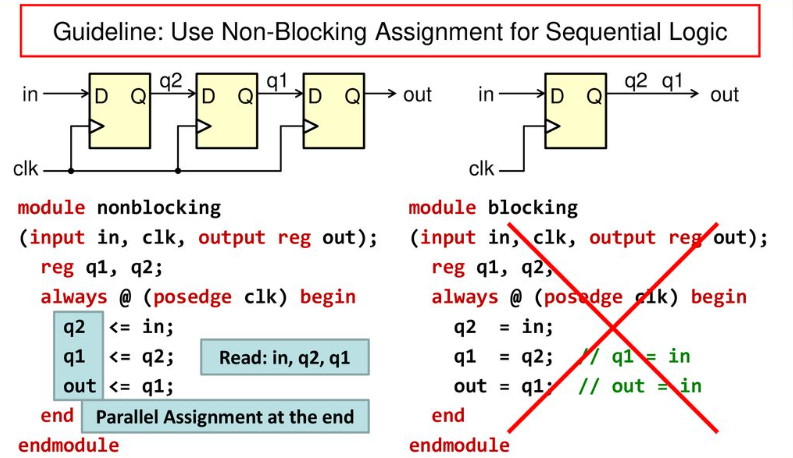 Guideline: Use Non-Blocking Assignment for Sequential Logic
in D Q q2 D Q q1 D Q out
clk
in D Q q2 q1 out
clk
module nonblocking
(input in, clk, output reg out);
reg q1, q2;
always @ (posedge clk) begin
q2 <= in;
q1 <= q2;
out <= q1;
Read: in, q2, q1
end
Parallel Assignment at the end
endmodule
module blocking
(input in, clk, output reg out);
reg q1, q2;
always @ (posedge clk) begin
q2 = in;
q1 = q2; // q1 = in
out = q1; // out = in
end
endmodule